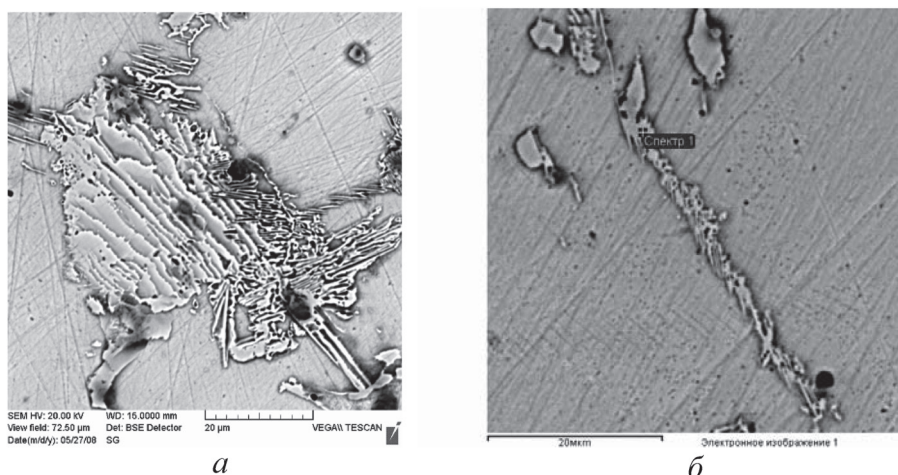 SEM HV: 20.00 kV WD: 15.0000 mm
View field: 72.50 µm Det: BSE Detector 20 µm VEGA\\ TESCAN
Date(m/d/y): 05/27/08 SG
а
Спектр 1
20мкm Электронное изображение 1
б